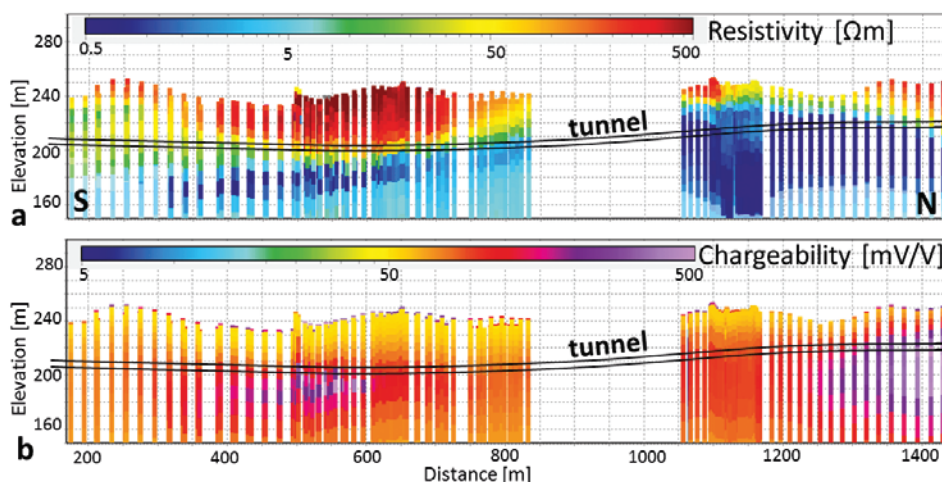 280
Resistivity [Ωm]
0.5 5 50 500
Elevation [m]
240
tunnel
200
160
S N
a
280
Chargeability [mV/V]
5 50 500
Elevation [m]
240
tunnel
200
160
b
200 400 600 800 1000 1200 1400
Distance [m]